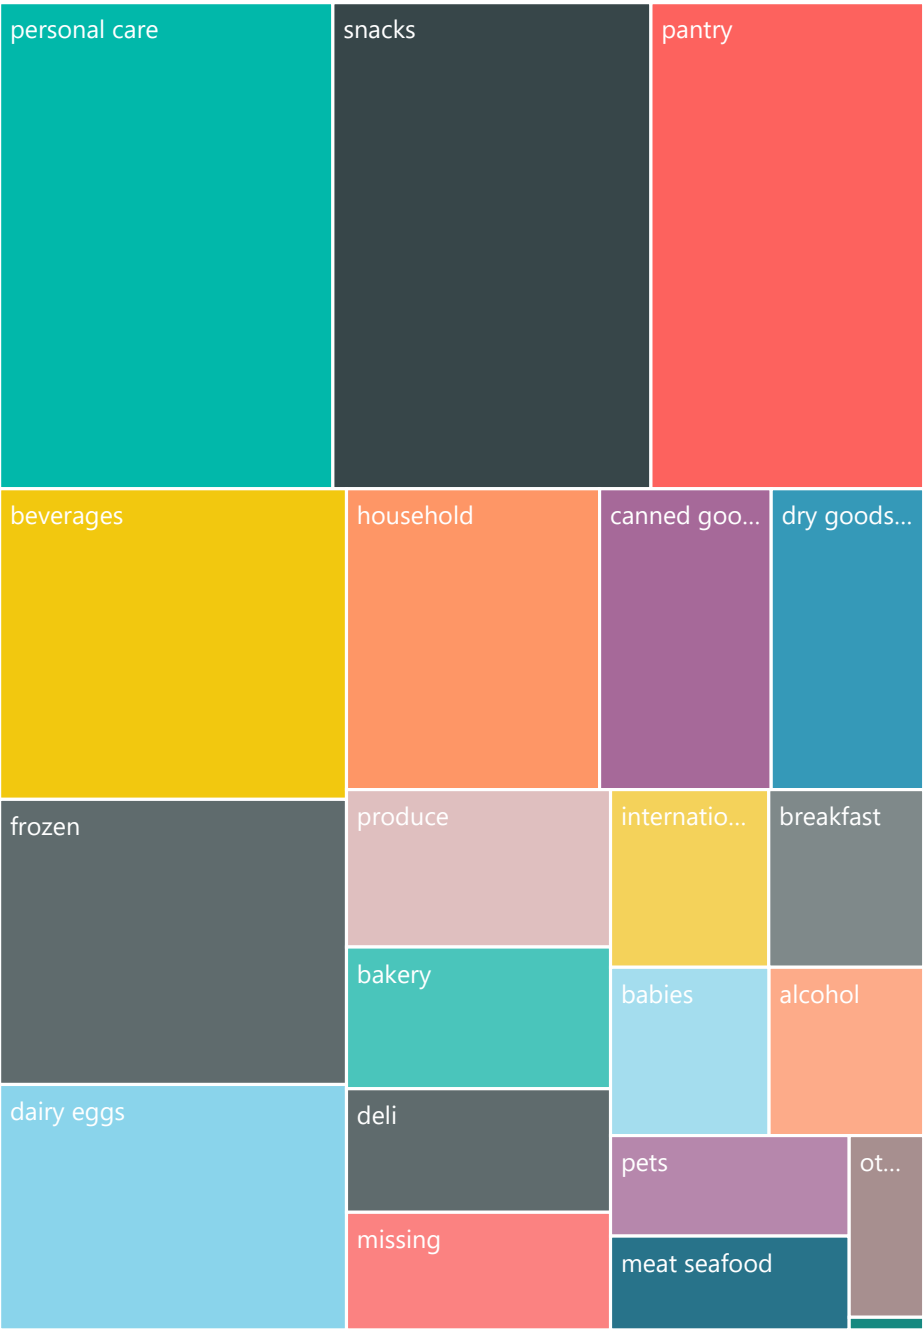 personal care
snacks
pantry
beverages
household
canned goo...
dry goods...
frozen
produce
internatio...
breakfast
bakery
babies
alcohol
dairy eggs
deli
pets
ot...
missing
meat seafood